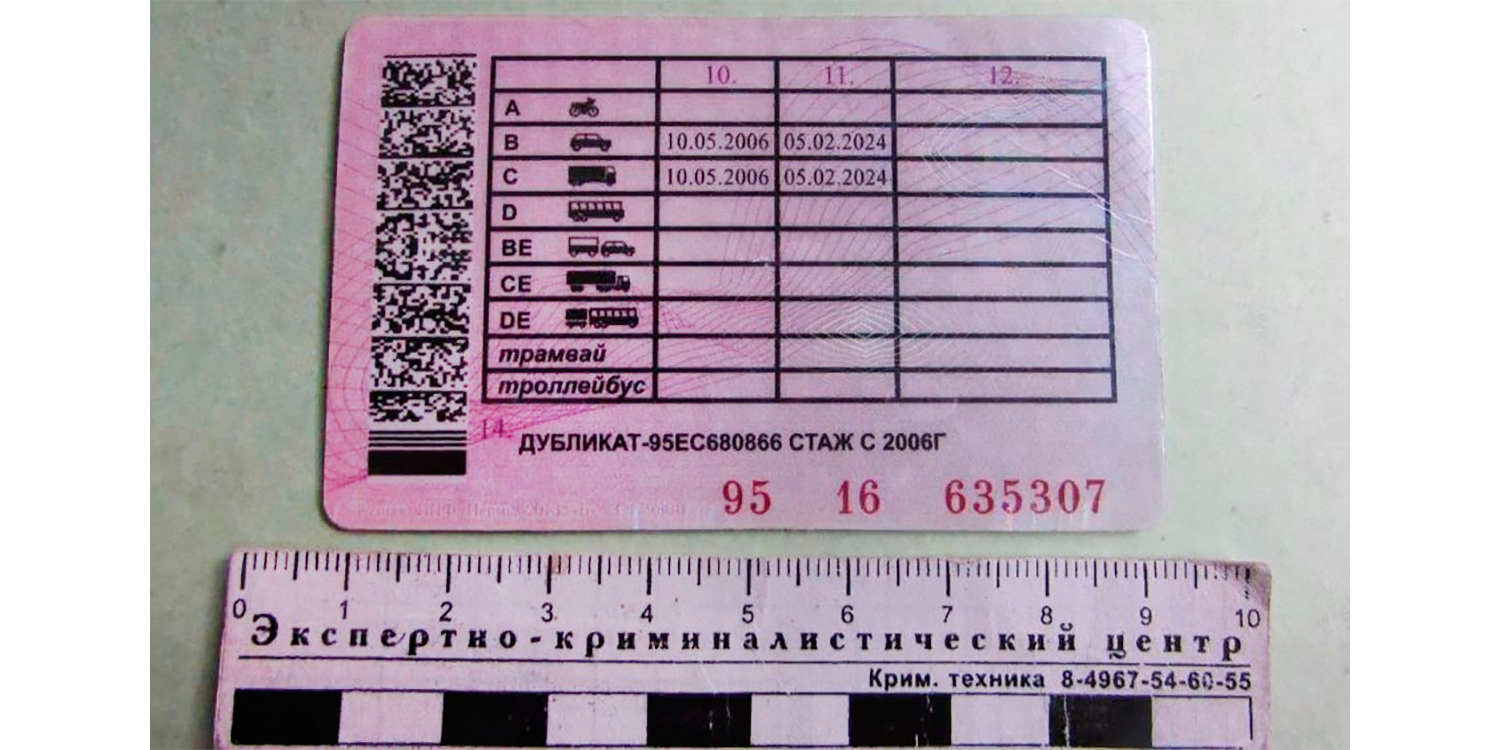 10. 11. 12.
A
B 10.05.2006 05.02.2024
C 10.05.2006 05.02.2024
D
BE
CE
DE
трамвай
троллейбус
14. ДУБЛИКАТ-95ЕС680866 СТАЖ С 2006Г
95 16 635307
0 1 2 3 4 5 6 7 8 9 10
Экспертно-криминалистический центр
Крим. техника 8-4967-54-60-55